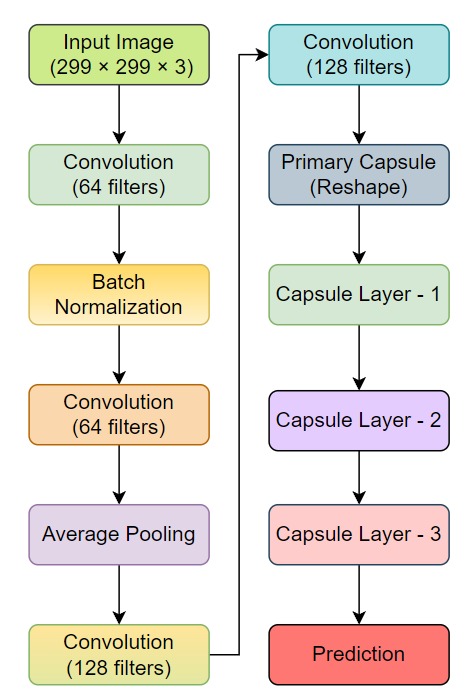 Input Image
(299 × 299 × 3)
Convolution
(64 filters)
Batch
Normalization
Convolution
(64 filters)
Average Pooling
Convolution
(128 filters)
Convolution
(128 filters)
Primary Capsule
(Reshape)
Capsule Layer - 1
Capsule Layer - 2
Capsule Layer - 3
Prediction